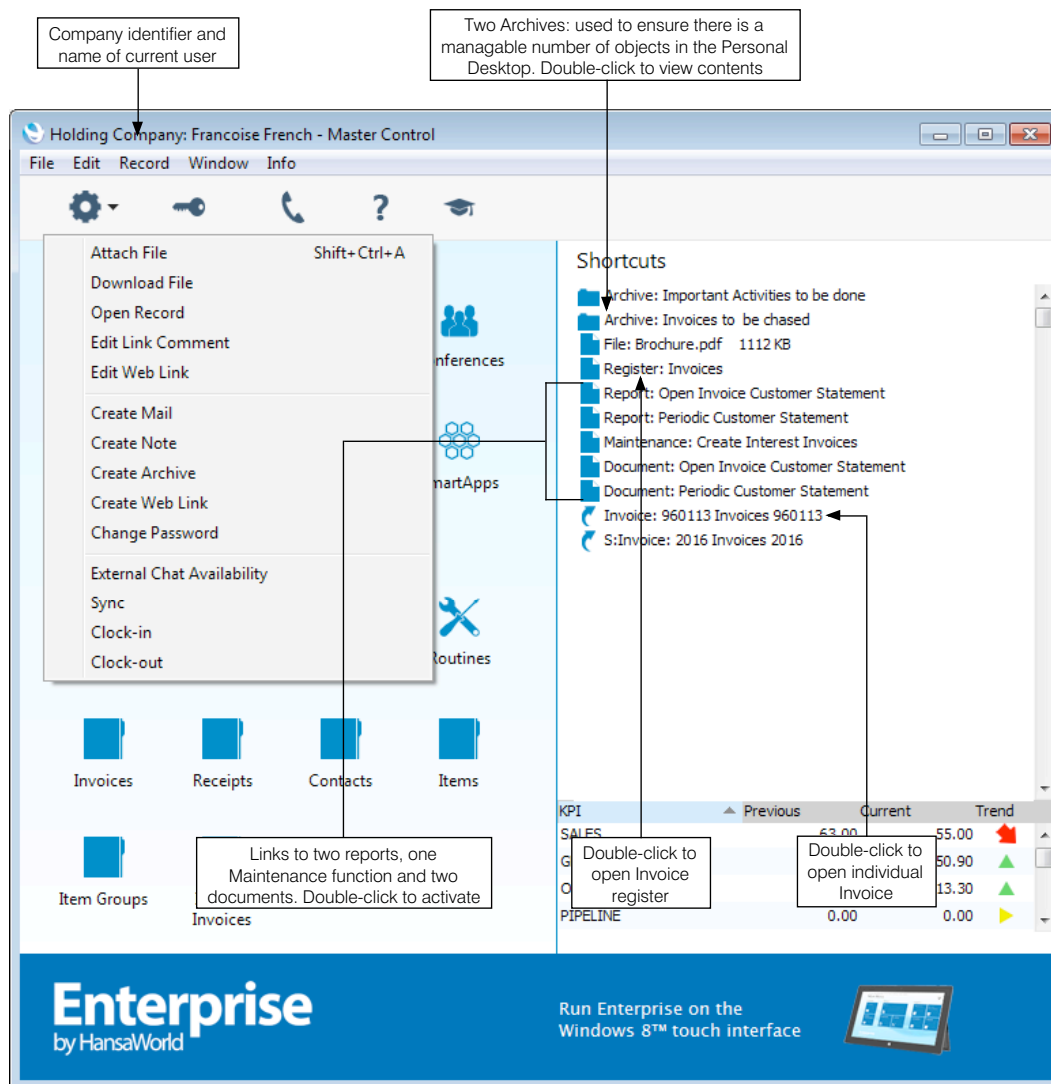 Company identifier and
name of current user
Two Archives: used to ensure there is a
managable number of objects in the Personal
Desktop. Double-click to view contents
Holding Company: Francoise French - Master Control
File Edit Record Window Info
?
Attach File Shift+Ctrl+A
Download File
Open Record
Edit Link Comment
Edit Web Link
Create Mail
Create Note
Create Archive
Create Web Link
Change Password
External Chat Availability
Sync
Clock-in
Clock-out
nferences
martApps
Routines
Invoices Receipts Contacts Items
Item Groups
Invoices
Shortcuts
Archive: Important Activities to be done
Archive: Invoices to be chased
File: Brochure.pdf 1112 KB
Register: Invoices
Report: Open Invoice Customer Statement
Report: Periodic Customer Statement
Maintenance: Create Interest Invoices
Document: Open Invoice Customer Statement
Document: Periodic Customer Statement
Invoice: 960113 Invoices 960113
S:Invoice: 2016 Invoices 2016
KPI Previous Current Trend
SALES 63.00 55.00
G 50.90
O 13.30
PIPELINE 0.00 0.00
Links to two reports, one
Maintenance function and two
documents. Double-click to activate
Double-click to
open Invoice
register
Double-click to
open individual
Invoice
Enterprise
by HansaWorld
Run Enterprise on the
Windows 8™ touch interface